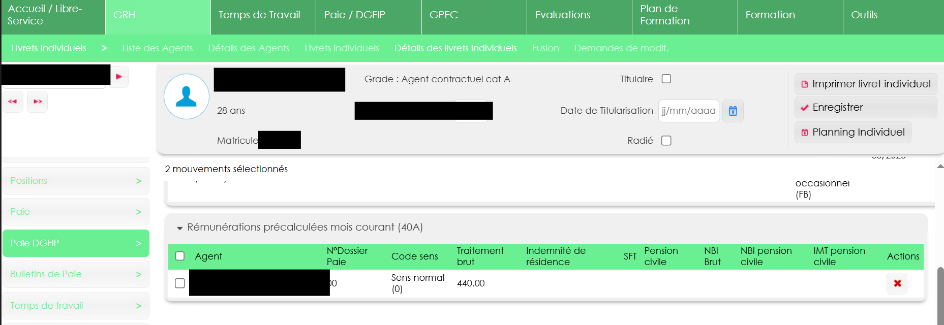 Accueil / Libre-Service GRH Temps de Travail Paie / DGFIP GPEC Evaluations Plan de Formation Formation Outils
Livrets Individuels > Liste des Agents Détails des Agents Livrets Individuels Détails des livrets individuels Fusion Demandes de modif.
Grade : Agent contractuel cat A Titulaire
Imprimer livret individuel
28 ans Date de Titularisation jj/mm/aaaa
Enregistrer
Matricule Radié
Planning Individuel
2 mouvements sélectionnés
occasionnel
(FB)
Positions >
Paie >
Paie DGFIP >
Bulletins de Paie >
Temps de travail >
Rémunérations précalculées mois courant (40A)
Agent N°Dossier Paie Code sens Traitement brut Indemnité de résidence SFT Pension civile NBI Brut NBI pension civile IMT pension civile Actions
00 Sens normal (0) 440.00